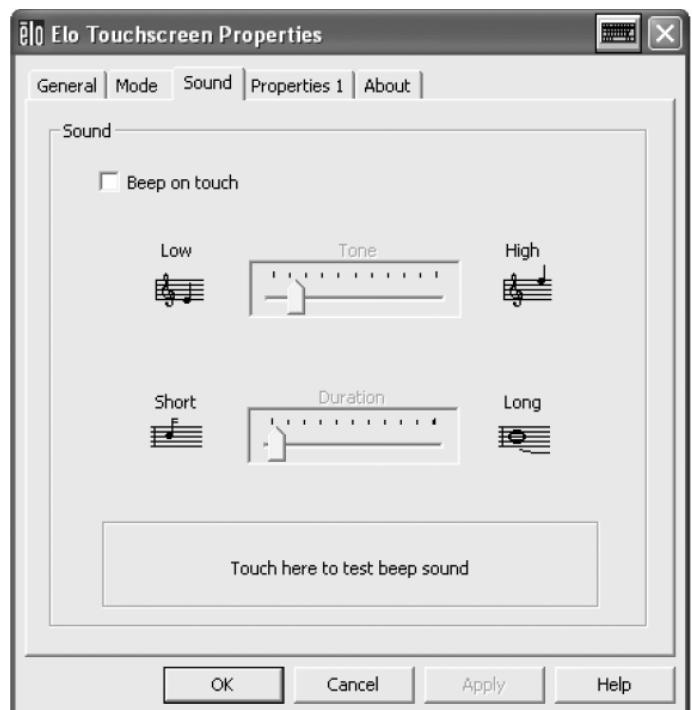 ēlo Elo Touchscreen Properties
General Mode Sound Properties 1 About
Sound
Beep on touch
Low Tone High
Short Duration Long
Touch here to test beep sound
OK Cancel Apply Help